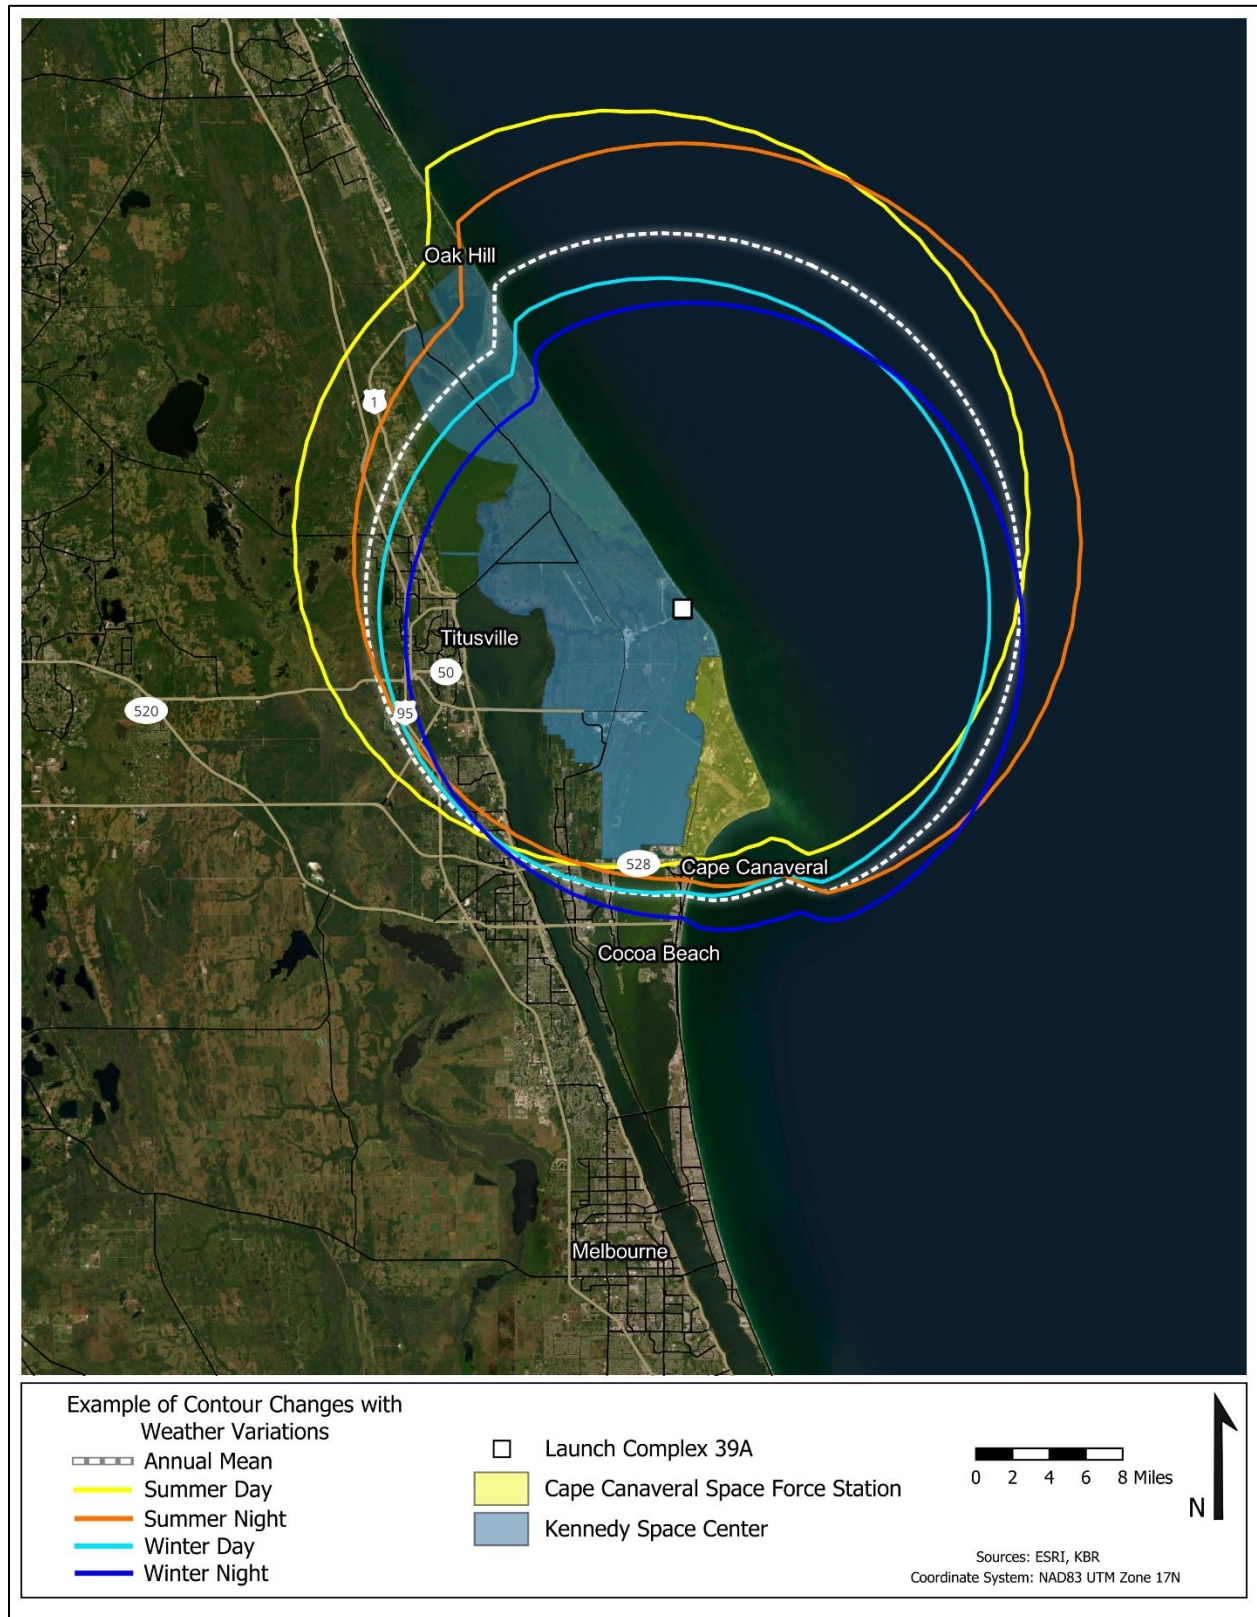 Oak Hill
1
Titusville
50
520
95
528
Cape Canaveral
Cocoa Beach
Melbourne
Example of Contour Changes with
Weather Variations
Annual Mean
Summer Day
Summer Night
Winter Day
Winter Night
Launch Complex 39A
Cape Canaveral Space Force Station
Kennedy Space Center
0 2 4 6 8 Miles
N
Sources: ESRI, KBR
Coordinate System: NAD83 UTM Zone 17N